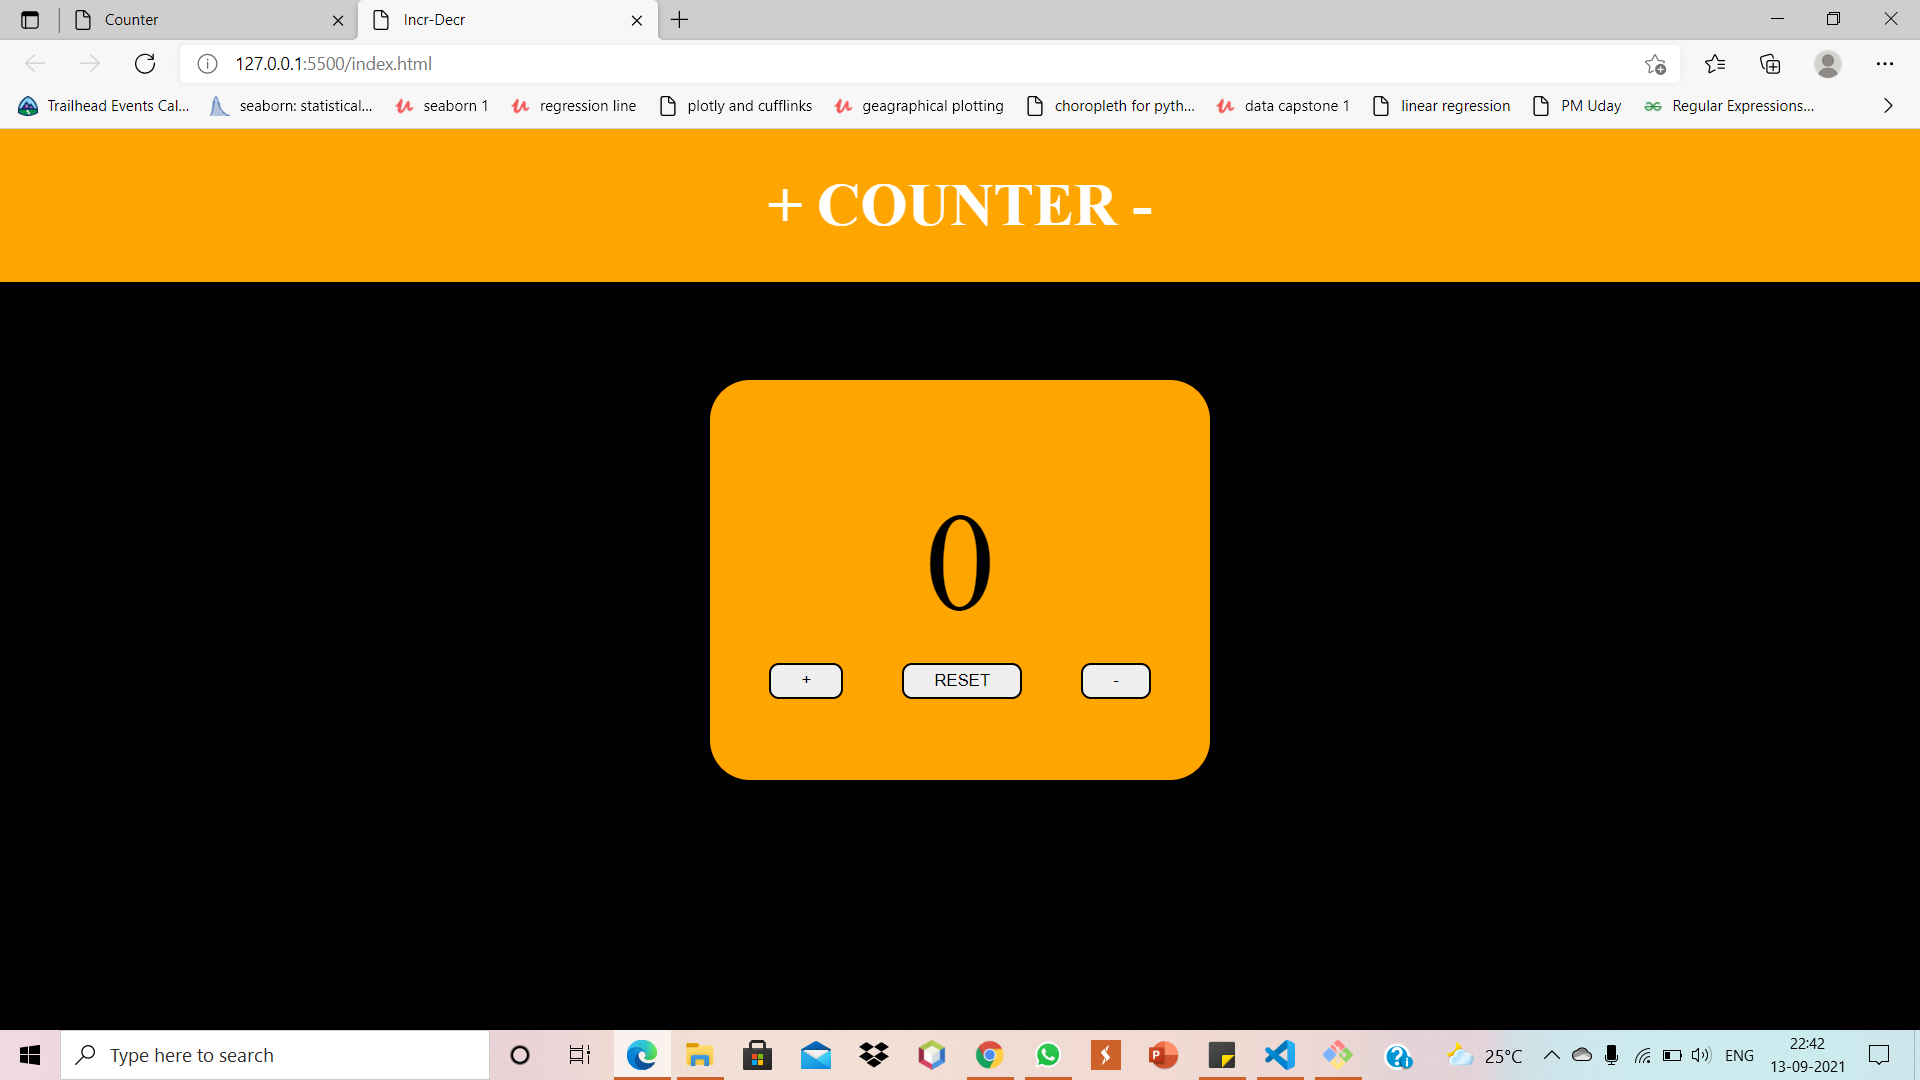 Counter
Incr-Decr
127.0.0.1:5500/index.html
Trailhead Events Cal...
seaborn: statistical...
seaborn 1
regression line
plotly and cufflinks
geagraphical plotting
choropleth for pyth...
data capstone 1
linear regression
PM Uday
Regular Expressions...
+ COUNTER -
0
+
RESET
-
Type here to search
25°C
ENG
22:42
13-09-2021